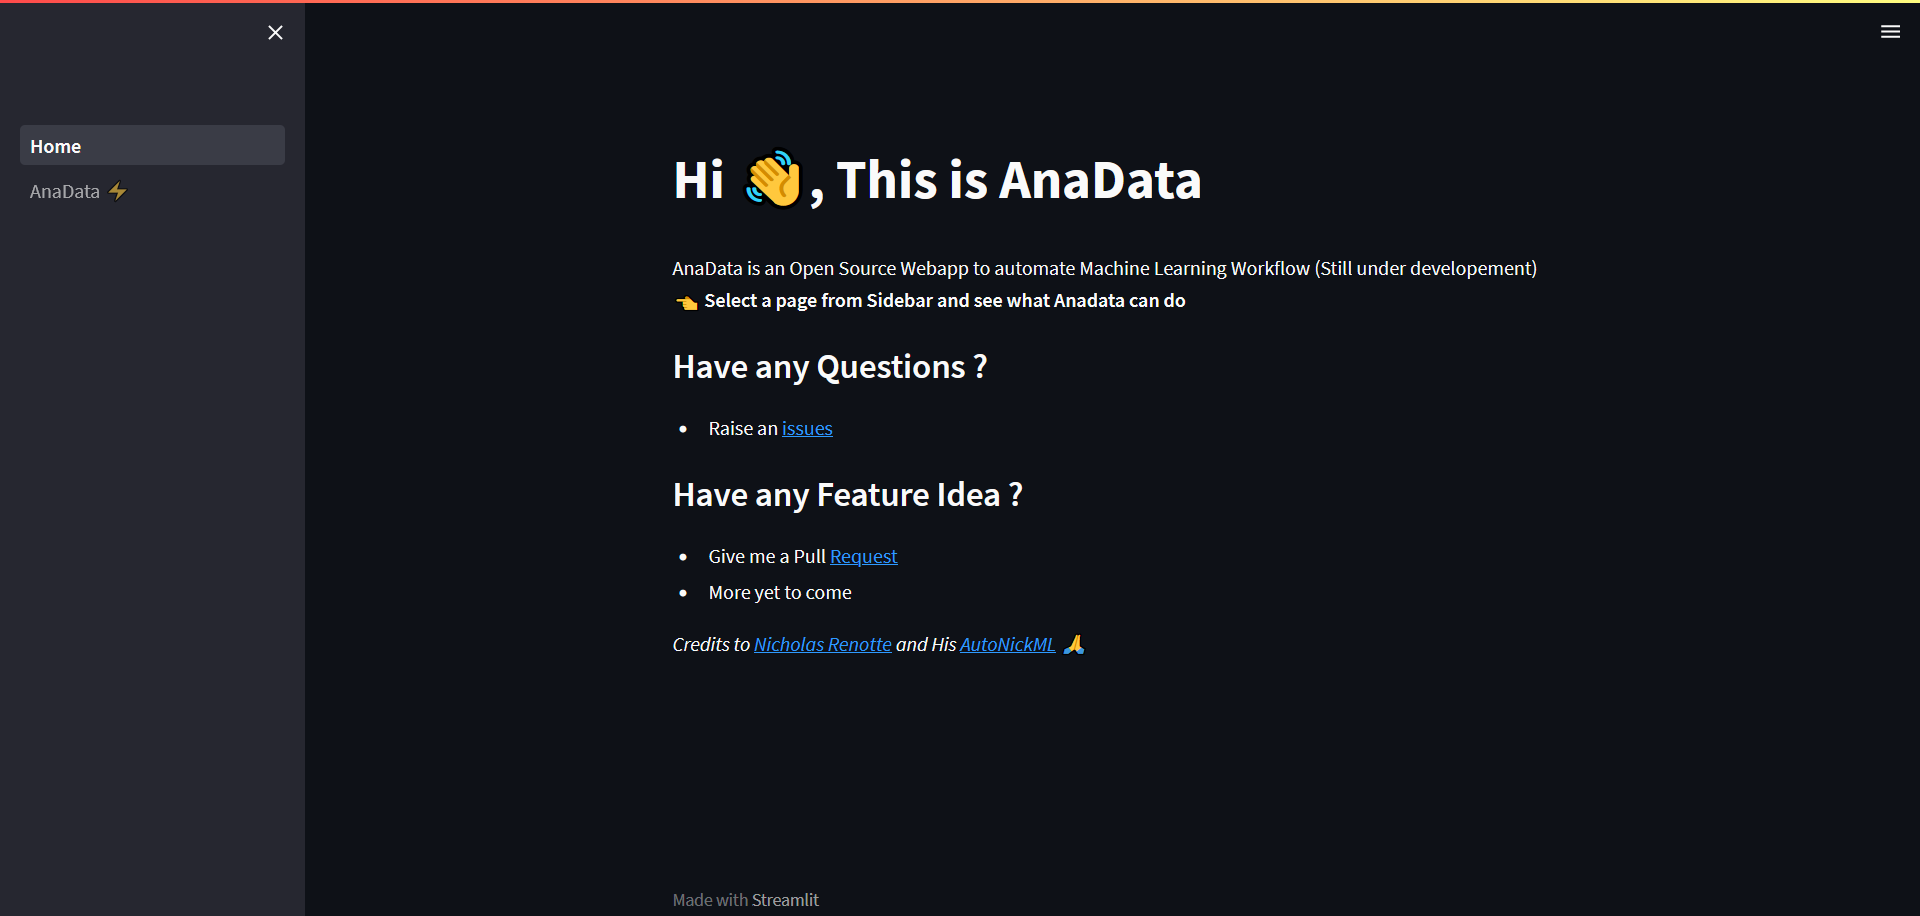 Home
AnaData ⚡
Hi 👋, This is AnaData
AnaData is an Open Source Webapp to automate Machine Learning Workflow (Still under developement)
👈 Select a page from Sidebar and see what Anadata can do
Have any Questions ?
• Raise an issues
Have any Feature Idea ?
• Give me a Pull Request
• More yet to come
Credits to Nicholas Renotte and His AutoNickML 🙏
Made with Streamlit